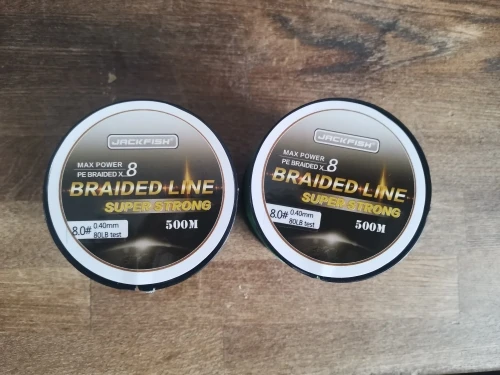 JACKFISH
MAX POWER
PE BRAIDED X..8
BRAIDED LINE
SUPER STRONG
8.0# 0.40mm
80LB test
500M
JACKFISH
MAX POWER
PE BRAIDED X..8
BRAIDED LINE
SUPER STRONG
8.0# 0.40mm
80LB test
500M